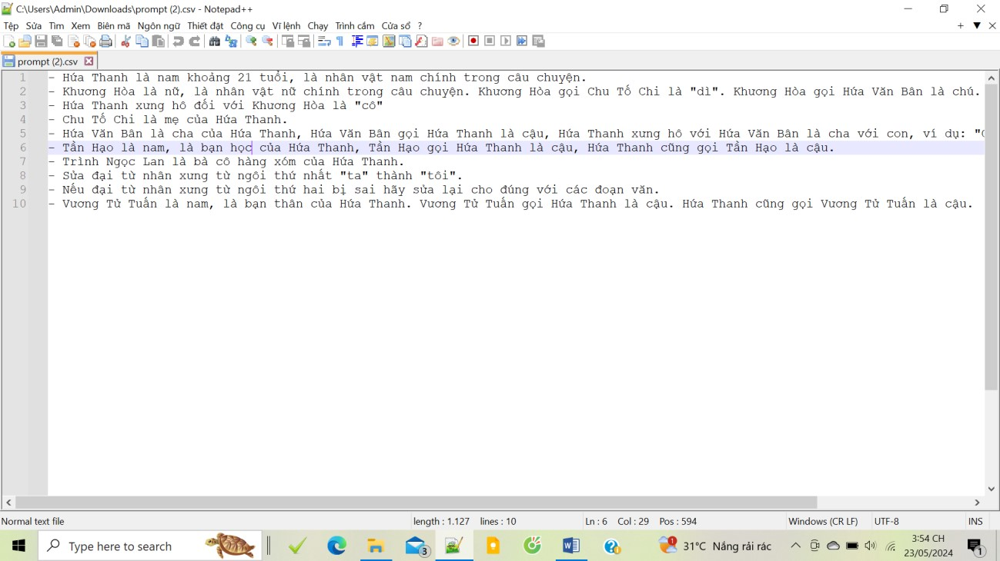 C:\Users\Admin\Downloads\prompt (2).csv - Notepad++
Tệp Sửa Tìm Xem Biên mã Ngôn ngữ Thiết đặt Công cụ Vĩ lệnh Chạy Trình cắm Cửa sổ ?
prompt (2).csv
1 - Hứa Thanh là nam khoảng 21 tuổi, là nhân vật nam chính trong câu chuyện.
2 - Khương Hòa là nữ, là nhân vật nữ chính trong câu chuyện. Khương Hòa gọi Chu Tố Chi là "dì". Khương Hòa gọi Hứa Văn Bân là chú.
3 - Hứa Thanh xưng hô đối với Khương Hòa là "cô"
4 - Chu Tố Chi là mẹ của Hứa Thanh.
5 - Hứa Văn Bân là cha của Hứa Thanh, Hứa Văn Bân gọi Hứa Thanh là cậu, Hứa Thanh xưng hô với Hứa Văn Bân là cha với con, ví dụ: "
6 - Tần Hạo là nam, là bạn học của Hứa Thanh, Tần Hạo gọi Hứa Thanh là cậu, Hứa Thanh cũng gọi Tần Hạo là cậu.
7 - Trình Ngọc Lan là bà cô hàng xóm của Hứa Thanh.
8 - Sửa đại từ nhân xưng từ ngôi thứ nhất "ta" thành "tôi".
9 - Nếu đại từ nhân xưng từ ngôi thứ hai bị sai hãy sửa lại cho đúng với các đoạn văn.
10 - Vương Tử Tuấn là nam, là bạn thân của Hứa Thanh. Vương Tử Tuấn gọi Hứa Thanh là cậu. Hứa Thanh cũng gọi Vương Tử Tuấn là cậu.
Normal text file length : 1.127 lines : 10 Ln : 6 Col : 29 Pos : 594 Windows (CR LF) UTF-8 INS
Type here to search 3 1 31°C Nắng rải rác 3:54 CH 1
23/05/2024